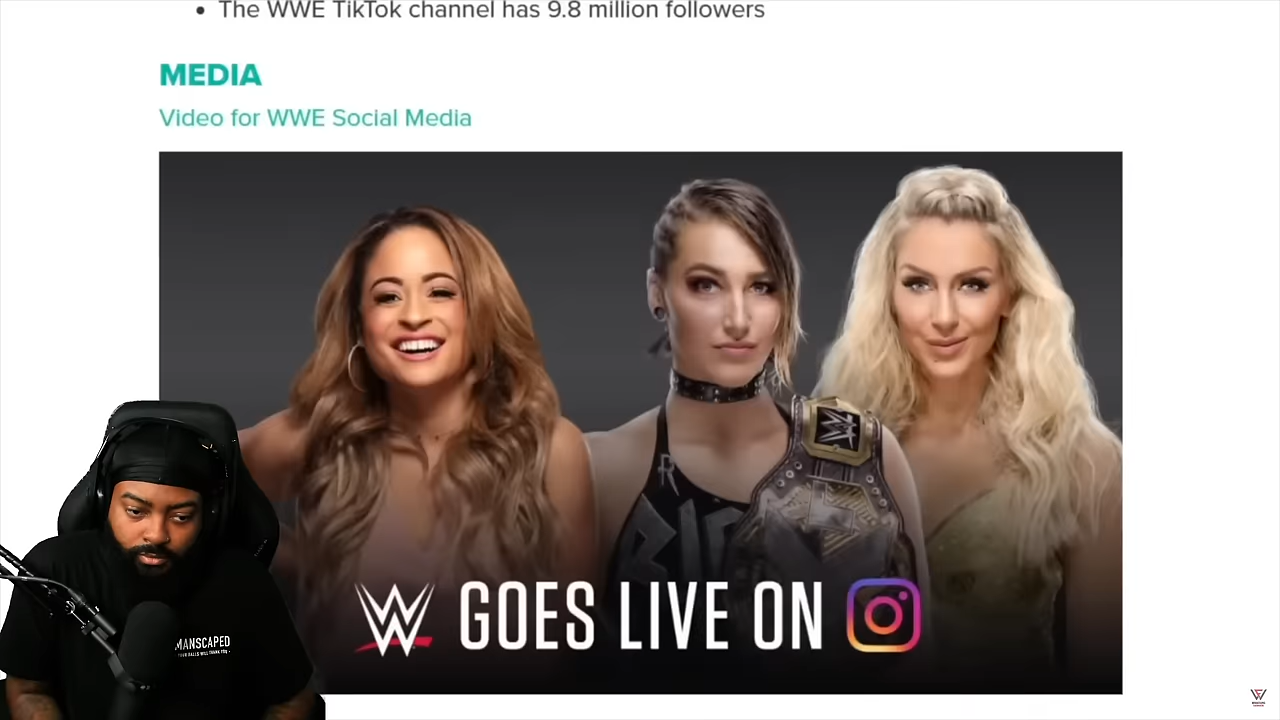 • The WWE TikTok channel has 9.8 million followers
MEDIA
Video for WWE Social Media
R
W GOES LIVE ON
MANSCAPED